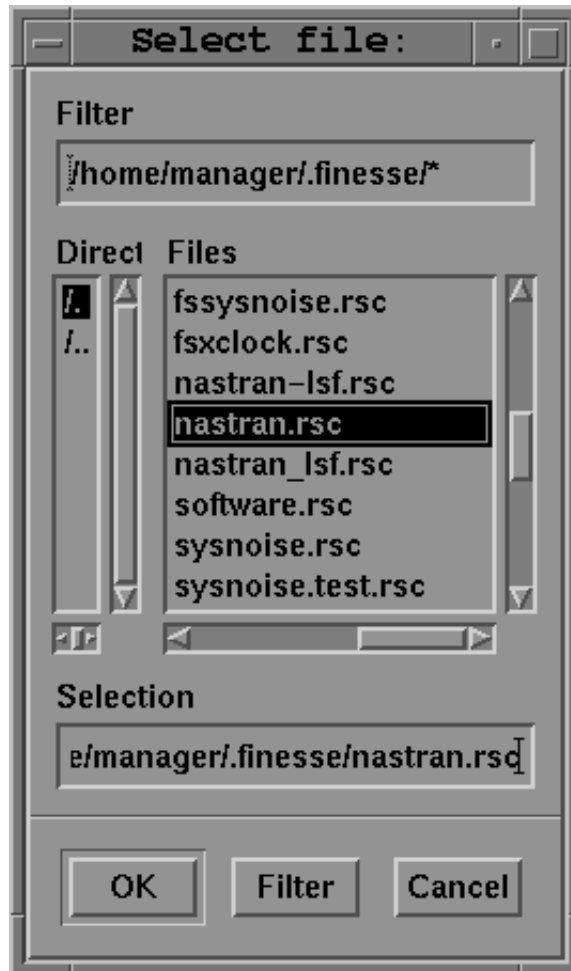 Select file:
Filter
/home/manager/.finesse/*
Direct Files
/.
/..
fssysnoise.rsc
fsxclock.rsc
nastran-lsf.rsc
nastran.rsc
nastran_lsf.rsc
software.rsc
sysnoise.rsc
sysnoise.test.rsc
Selection
e/manager/.finesse/nastran.rsc
OK Filter Cancel